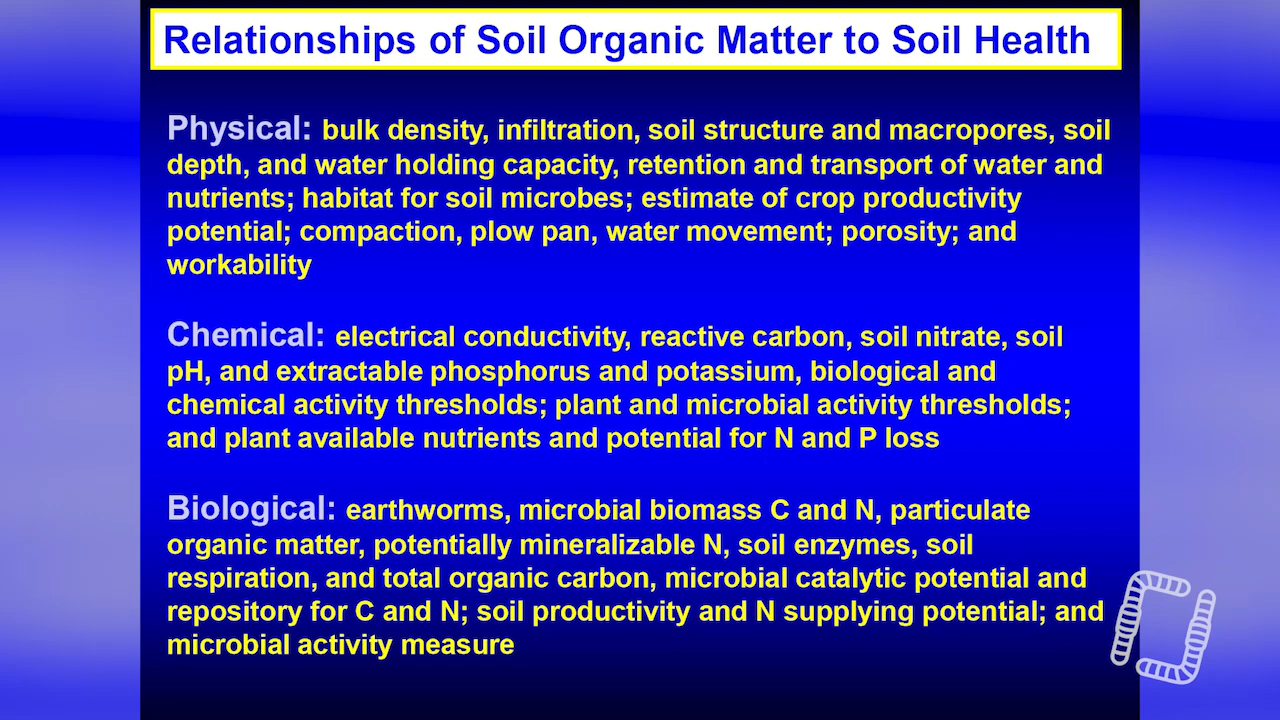 Relationships of Soil Organic Matter to Soil Health
Physical: bulk density, infiltration, soil structure and macropores, soil
depth, and water holding capacity, retention and transport of water and
nutrients; habitat for soil microbes; estimate of crop productivity
potential; compaction, plow pan, water movement; porosity; and
workability
Chemical: electrical conductivity, reactive carbon, soil nitrate, soil
pH, and extractable phosphorus and potassium, biological and
chemical activity thresholds; plant and microbial activity thresholds;
and plant available nutrients and potential for N and P loss
Biological: earthworms, microbial biomass C and N, particulate
organic matter, potentially mineralizable N, soil enzymes, soil
respiration, and total organic carbon, microbial catalytic potential and
repository for C and N; soil productivity and N supplying potential; and
microbial activity measure